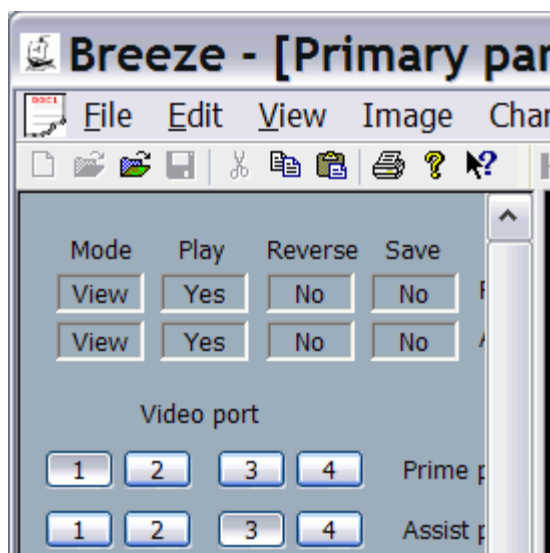 Breeze - [Primary par
DOC1
File Edit View Image Char
Mode Play Reverse Save
View Yes No No
View Yes No No
Video port
1 2 3 4 Prime p
1 2 3 4 Assist p